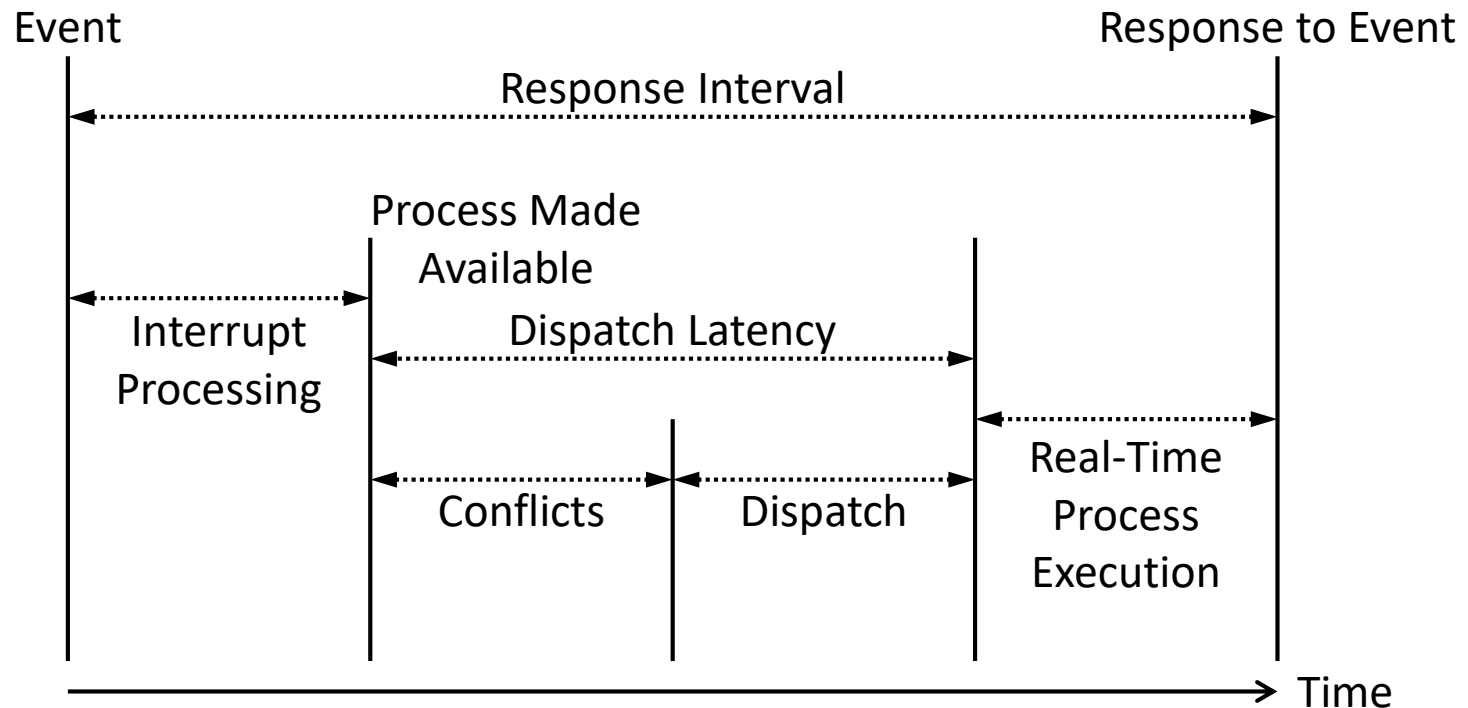 Event
Response to Event
Response Interval
Process Made
Available
Interrupt
Processing
Dispatch Latency
Conflicts
Dispatch
Real-Time
Process
Execution
Time